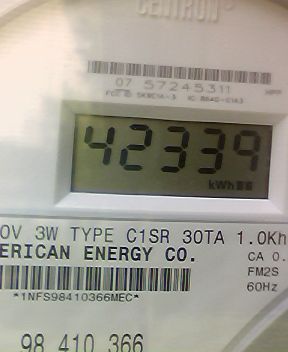 CENTRON
07 57245311
42339
kWh
0V 3W TYPE C1SR 30TA 1.0Kh
ERICAN ENERGY CO.
CA 0.
FM2S
60Hz
*1NFS98410366MEC*
98 410 366